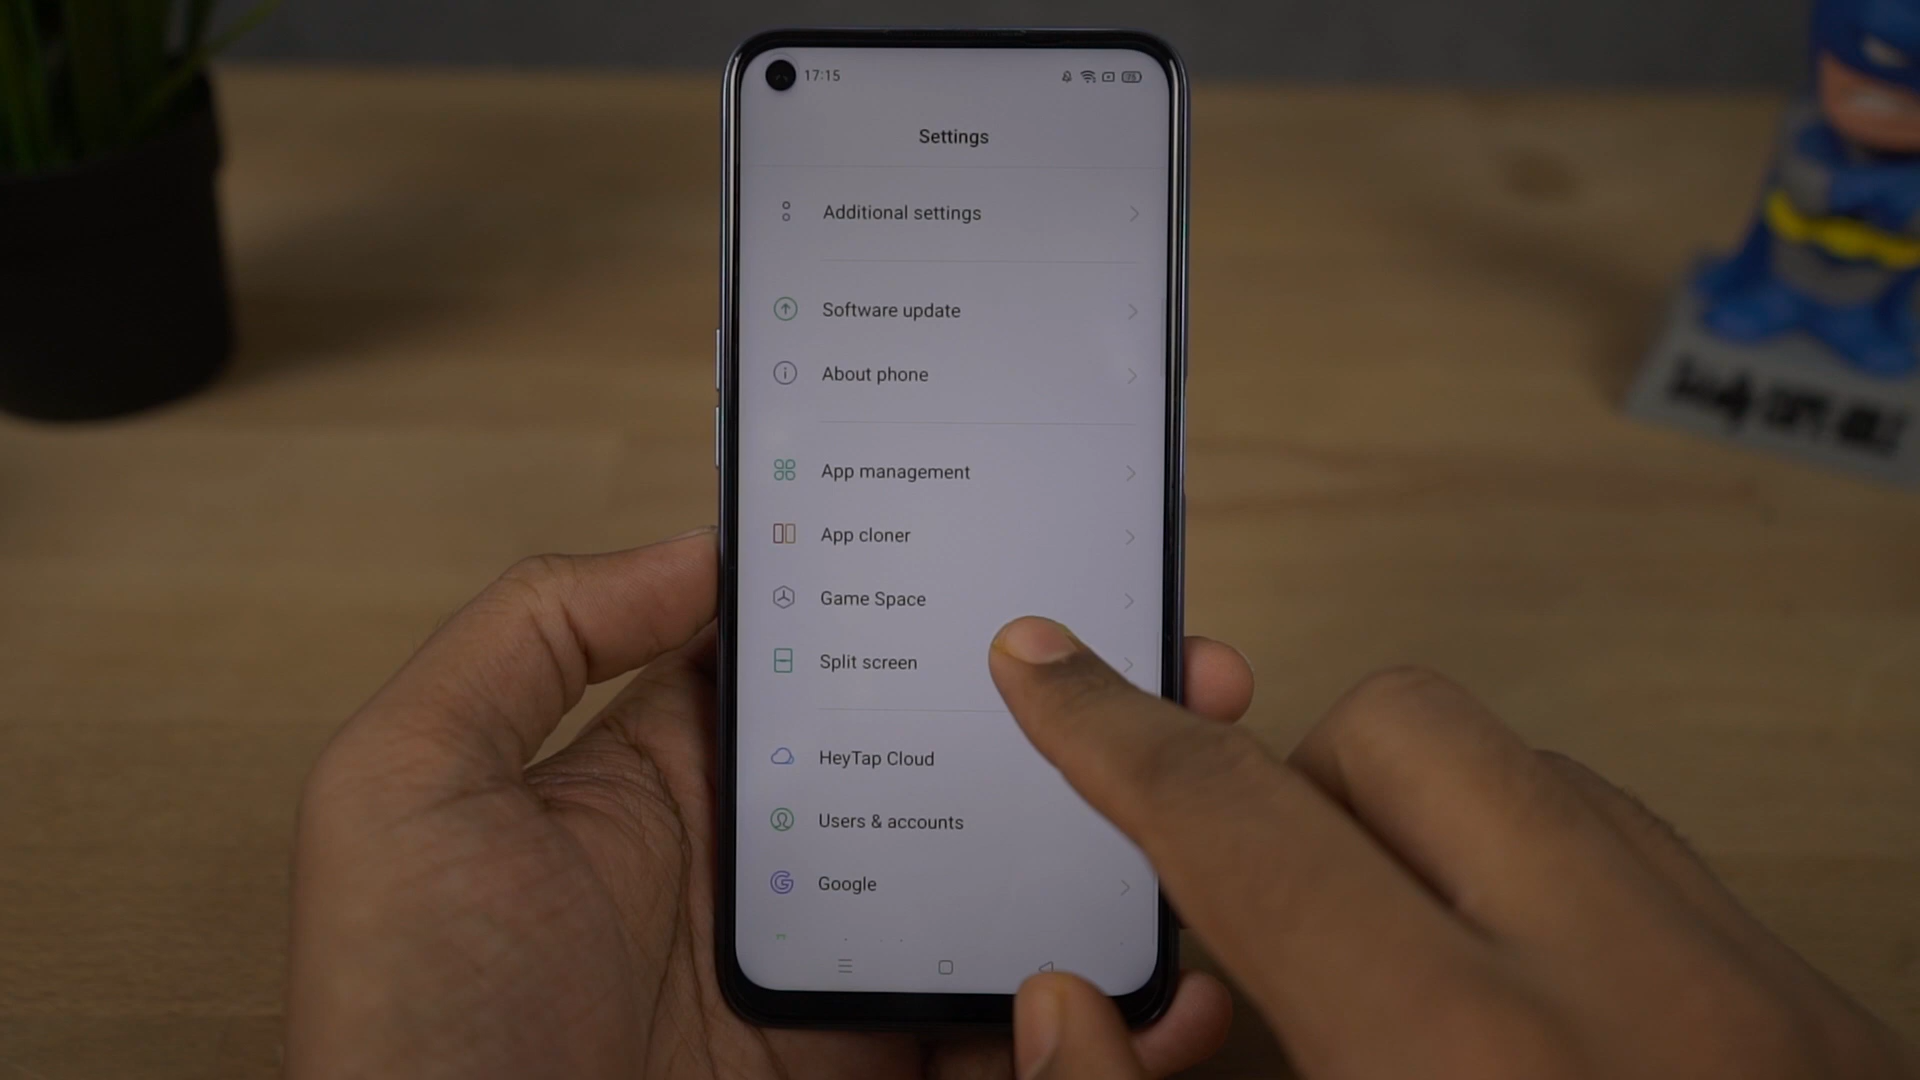 17:15
75
Settings
Additional settings
Software update
About phone
App management
App cloner
Game Space
Split screen
HeyTap Cloud
Users & accounts
Google